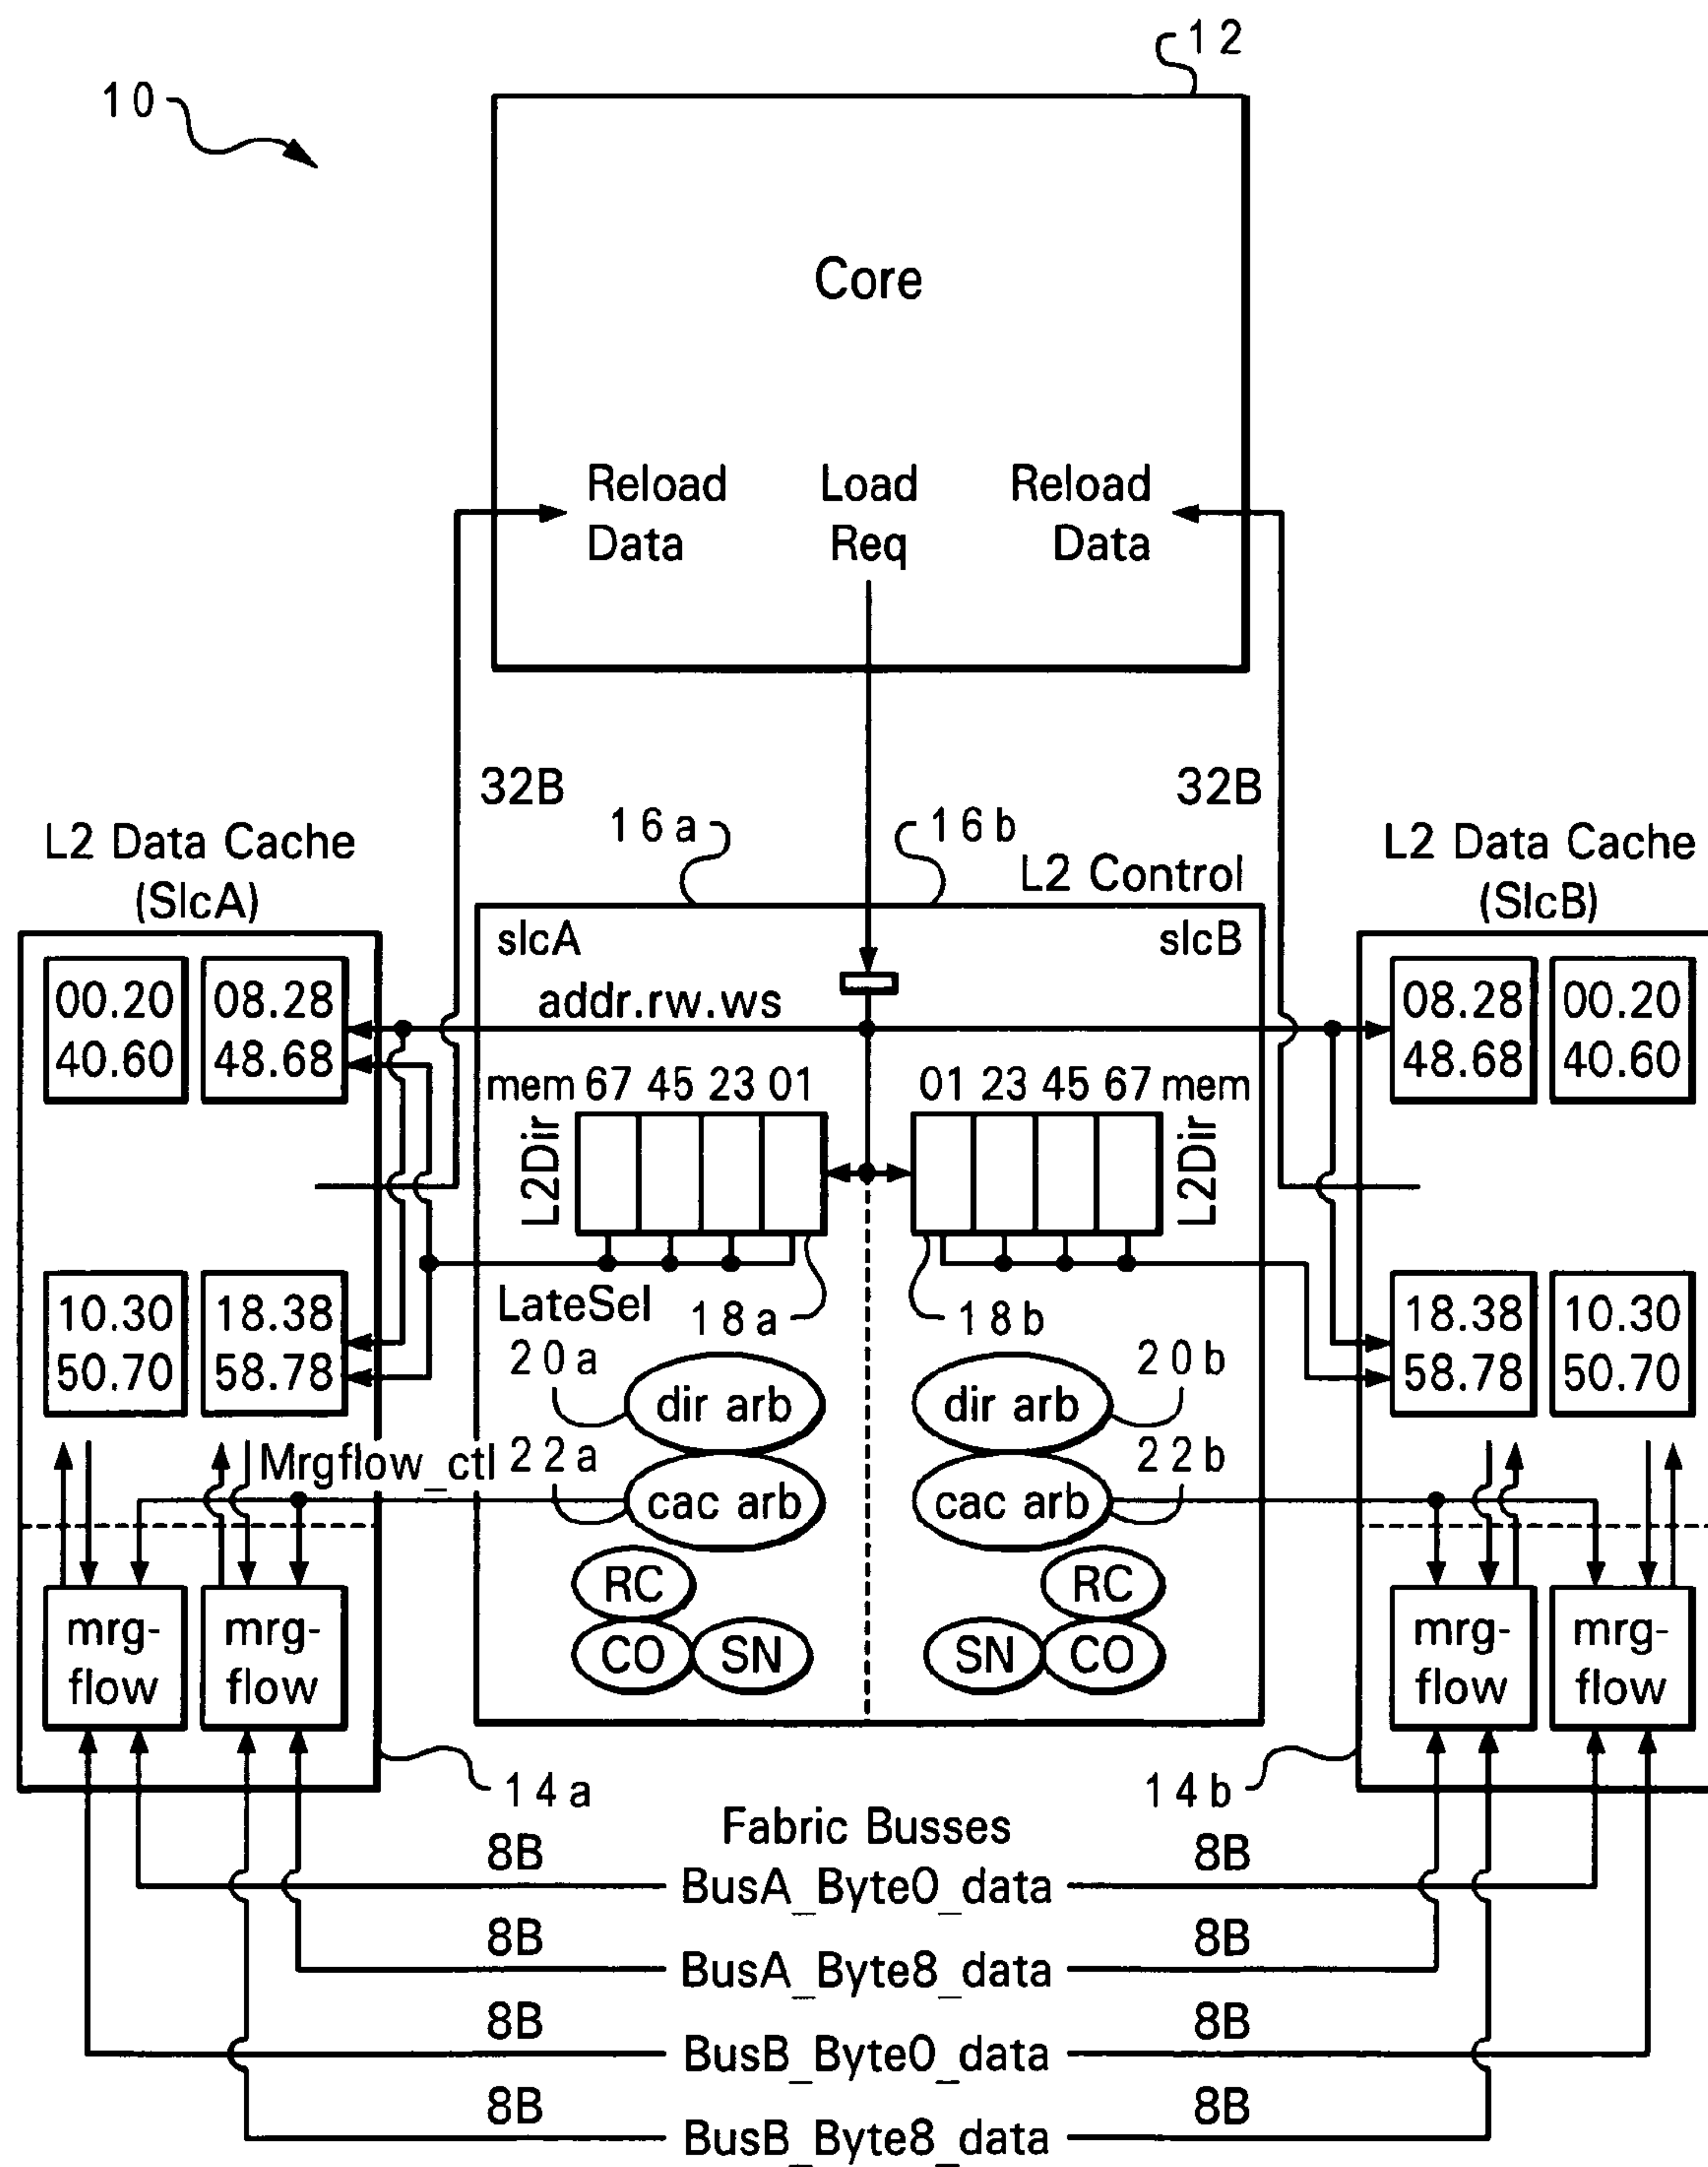 12
10
Core
Reload Data
Load Req
Reload Data
32B
32B
16a
16b
L2 Data Cache
(SlcA)
L2 Control
L2 Data Cache
(SlcB)
slcA
slcB
00.20
40.60
08.28
48.68
addr.rw.ws
08.28
48.68
00.20
40.60
mem 67 45 23 01
01 23 45 67 mem
L2Dir
L2Dir
10.30
50.70
18.38
58.78
LateSel
18a
18b
18.38
58.78
10.30
50.70
20a
dir arb
dir arb
20b
Mrgflow_ctl
22a
cac arb
cac arb
22b
RC
RC
CO
SN
SN
CO
mrg-
flow
mrg-
flow
mrg-
flow
mrg-
flow
14a
14b
Fabric Busses
8B
BusA_Byte0_data
8B
8B
BusA_Byte8_data
8B
8B
BusB_Byte0_data
8B
8B
BusB_Byte8_data
8B